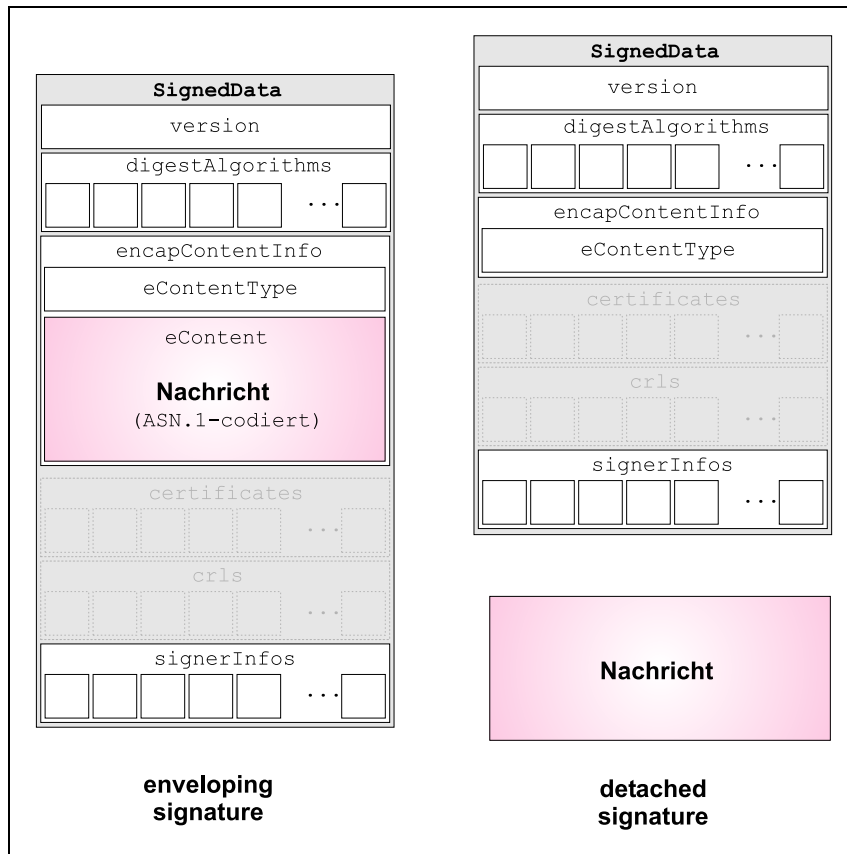 SignedData
version
digestAlgorithms
...
encapContentInfo
eContentType
eContent
Nachricht
(ASN.1-codiert)
certificates
...
crls
...
signerInfos
...
enveloping
signature
SignedData
version
digestAlgorithms
...
encapContentInfo
eContentType
certificates
...
crls
...
signerInfos
...
Nachricht
detached
signature